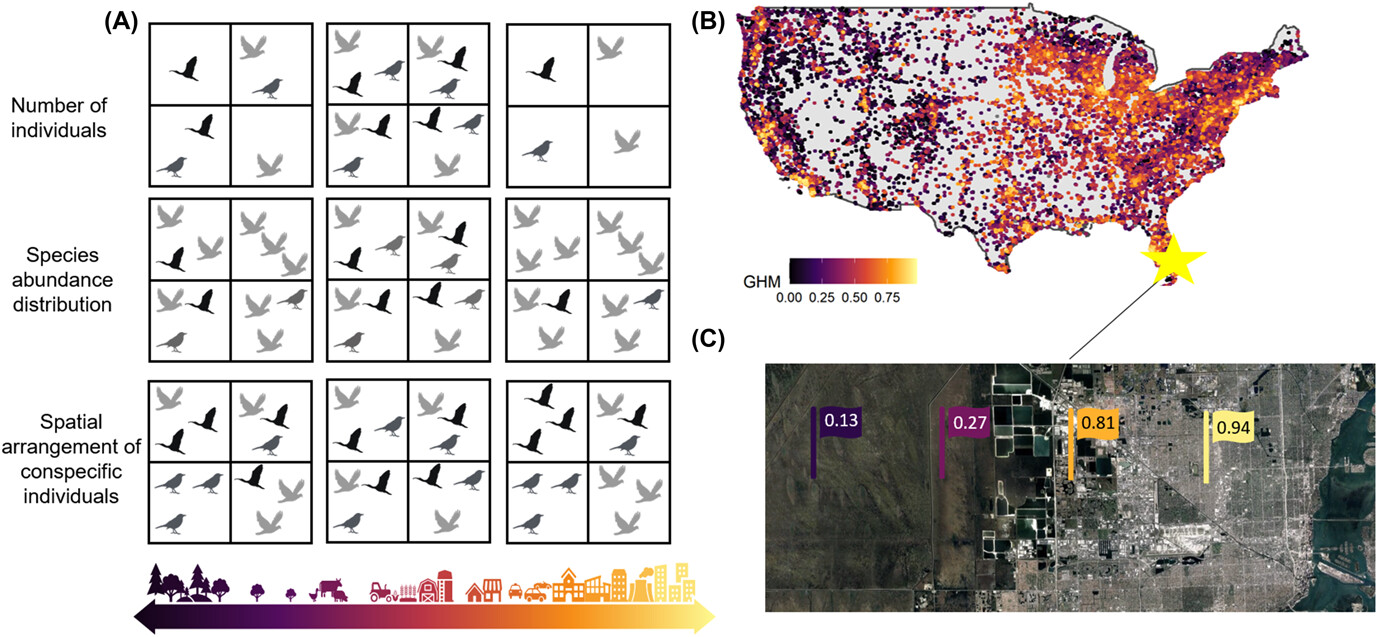 (A)
Number of
individuals
Species
abundance
distribution
Spatial
arrangement of
conspecific
individuals
(B)
GHM
0.00 0.25 0.50 0.75
(C)
0.13
0.27
0.81
0.94